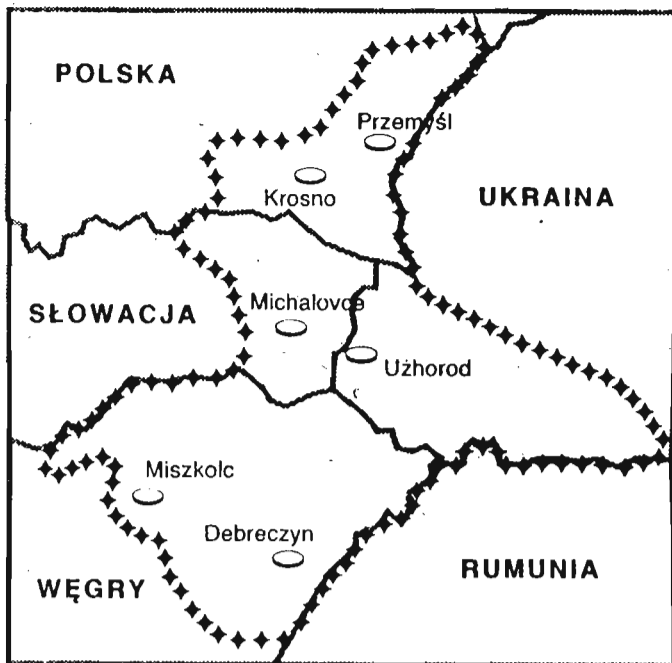 POLSKA
Przemyśl
Krosno
UKRAINA
SŁOWACJA
Michalovce
Użhorod
Miszkolc
Debreczyn
WĘGRY
RUMUNIA